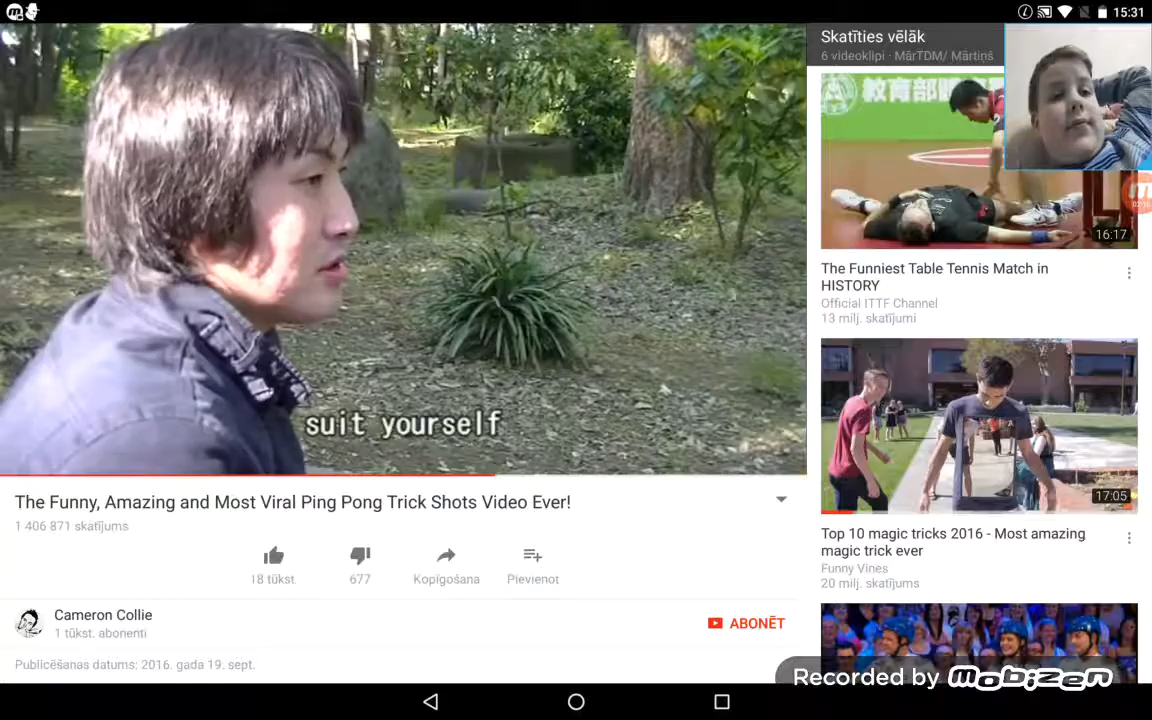 15:31
Skatīties vēlāk
6 videoklipi · MārTDM/ Mārtiņš
教育部
16:17
suit yourself
The Funniest Table Tennis Match in
HISTORY
Official ITTF Channel
13 milj. skatījumi
17:05
The Funny, Amazing and Most Viral Ping Pong Trick Shots Video Ever!
1 406 871 skatījums
18 tūkst.
677
Kopīgošana
Pievienot
Top 10 magic tricks 2016 - Most amazing
magic trick ever
Funny Vines
20 milj. skatījums
Cameron Collie
1 tūkst. abonenti
ABONĒT
Publicēšanas datums: 2016. gada 19. sept.
Recorded by Mobizen